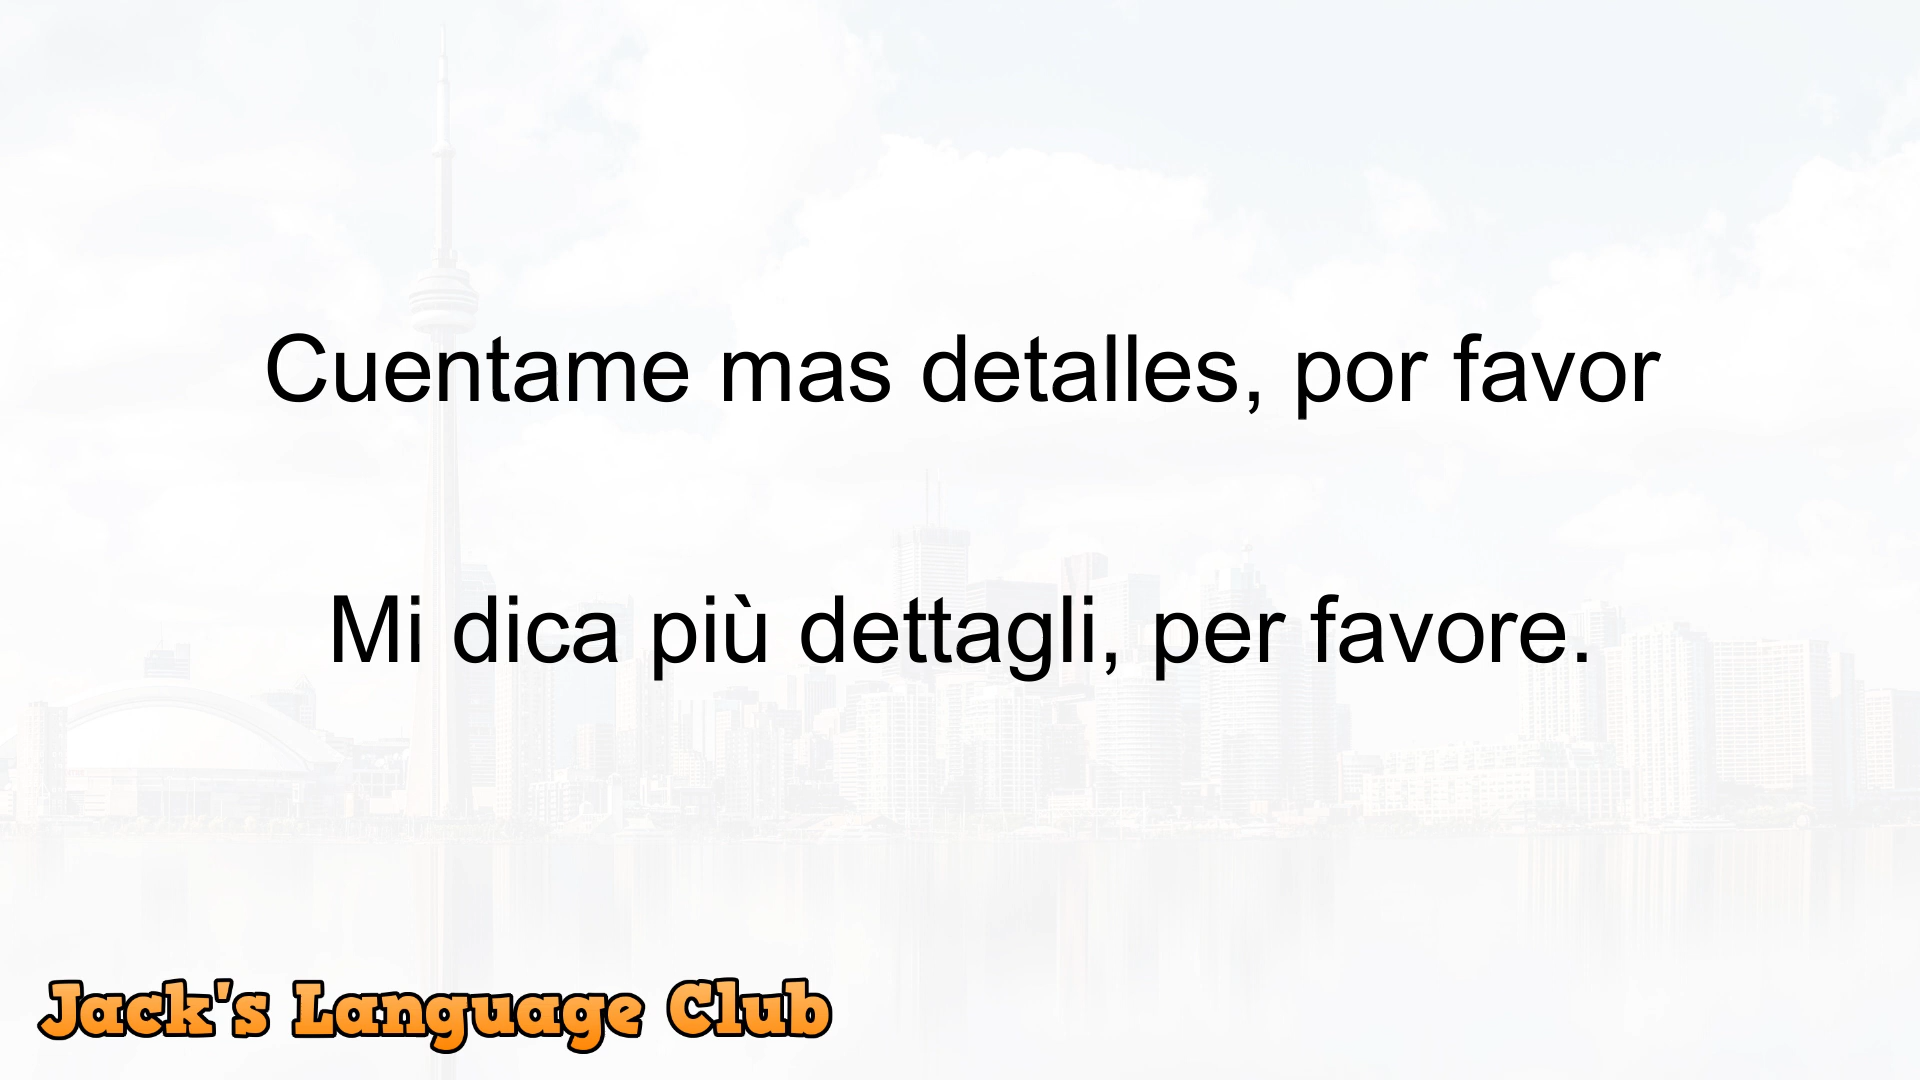 Cuentame mas detalles, por favor
Mi dica più dettagli, per favore.
Jack's Language Club